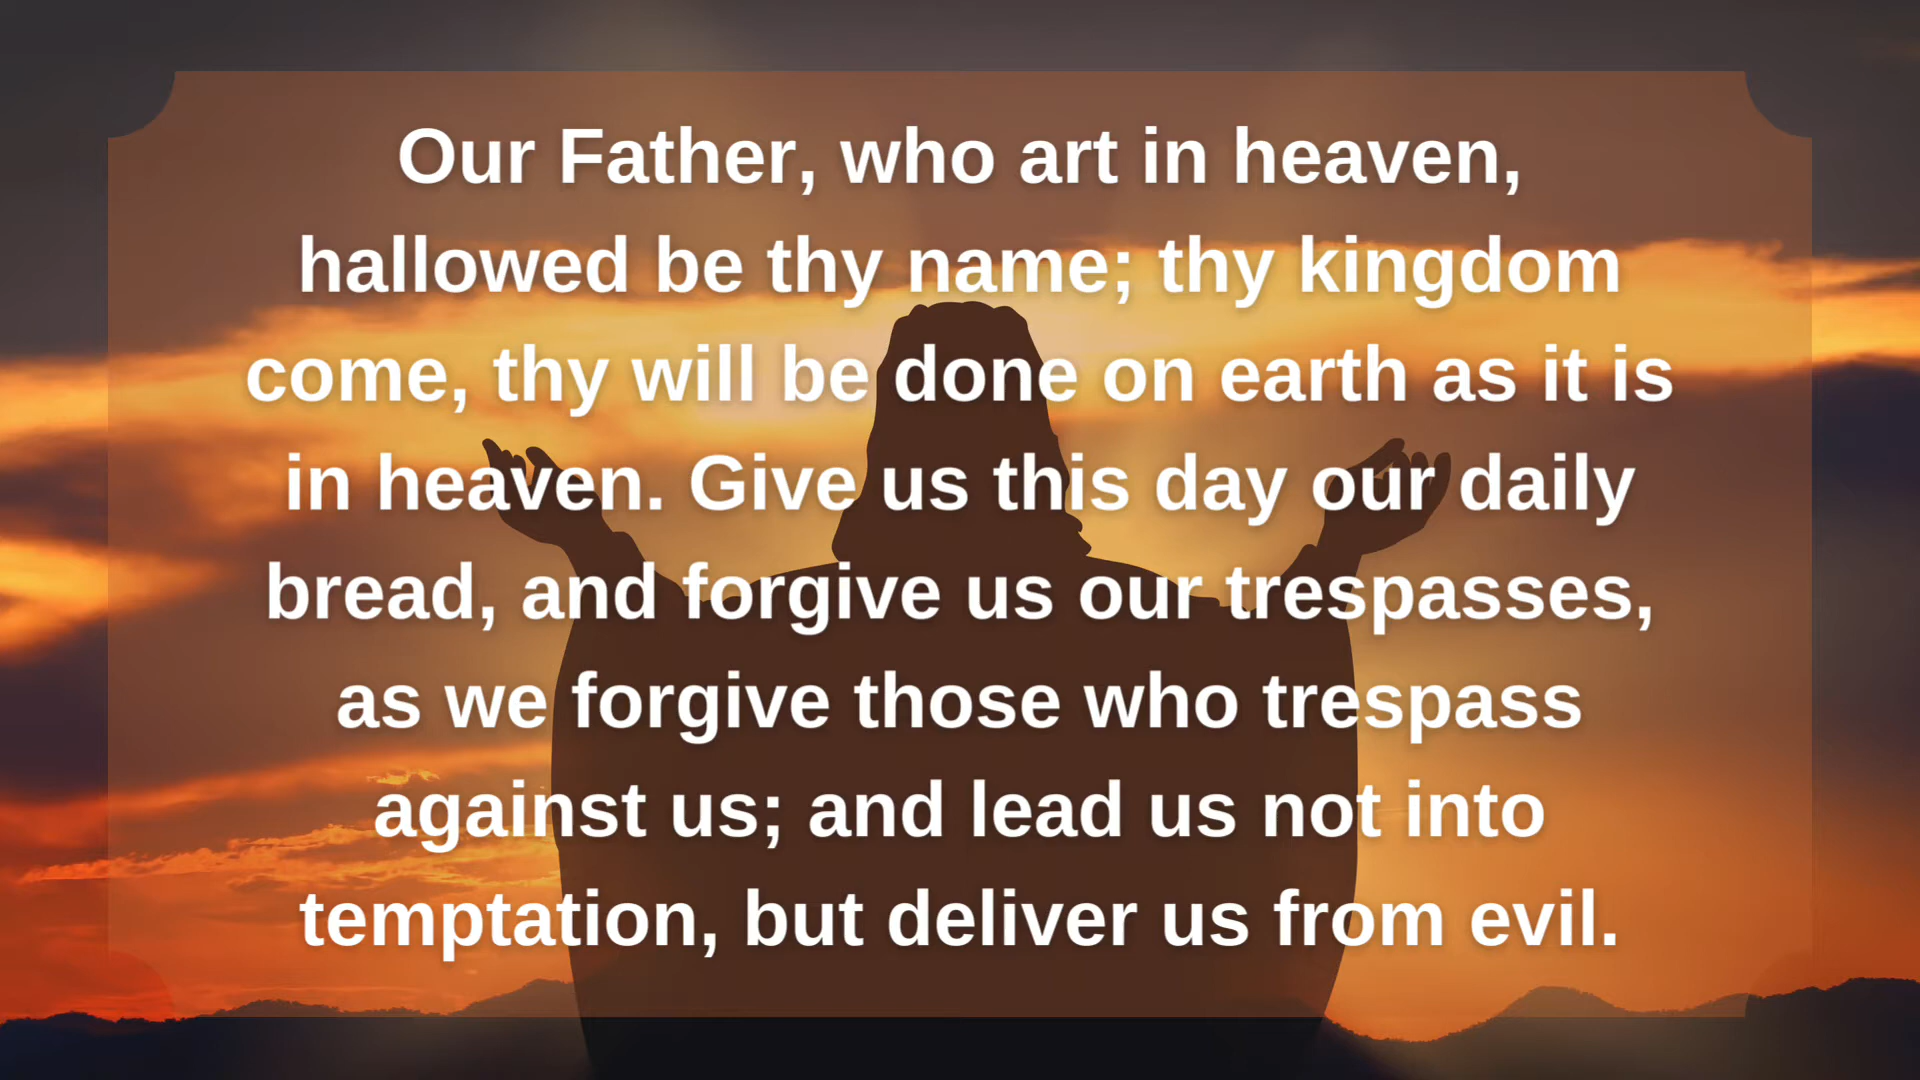 Our Father, who art in heaven,
hallowed be thy name; thy kingdom
come, thy will be done on earth as it is
in heaven. Give us this day our daily
bread, and forgive us our trespasses,
as we forgive those who trespass
against us; and lead us not into
temptation, but deliver us from evil.